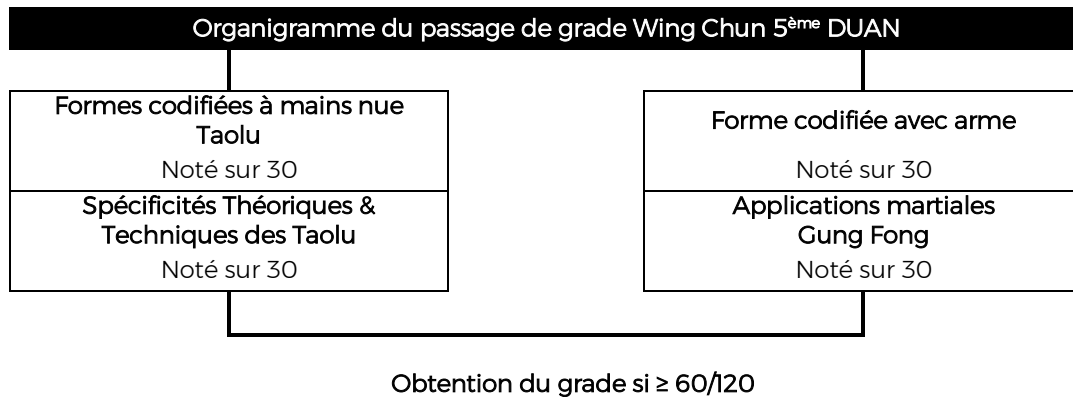 Organigramme du passage de grade Wing Chun 5ème DUAN
Formes codifiées à mains nue
Taolu
Noté sur 30
Spécificités Théoriques &
Techniques des Taolu
Noté sur 30
Forme codifiée avec arme
Noté sur 30
Applications martiales
Gung Fong
Noté sur 30
Obtention du grade si ≥ 60/120